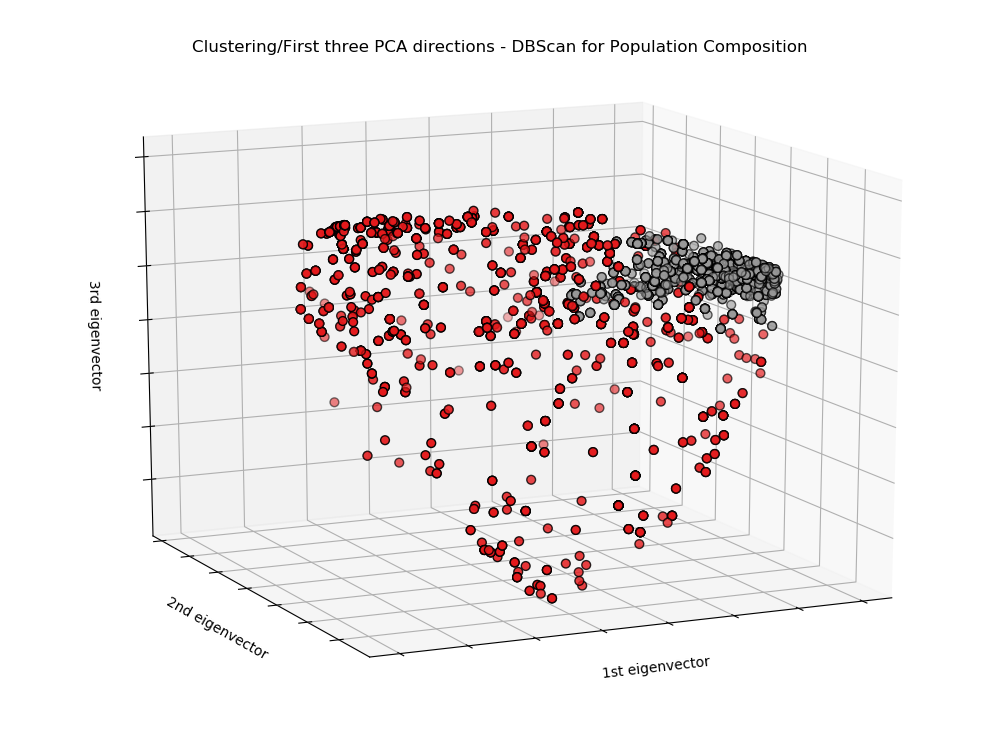 Clustering/First three PCA directions - DBScan for Population Composition
3rd eigenvector
2nd eigenvector
1st eigenvector